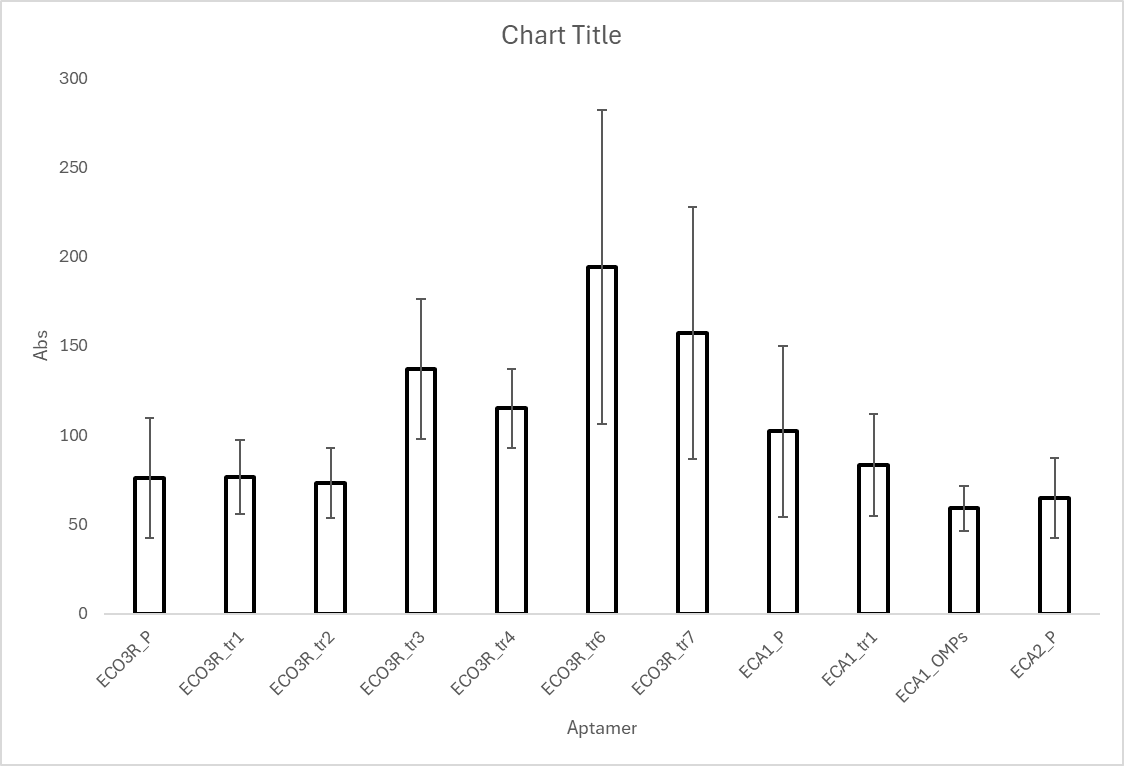 Chart Title
300
250
200
150
100
50
0
Abs
ECO3R_P
ECO3R_tr1
ECO3R_tr2
ECO3R_tr3
ECO3R_tr4
ECO3R_tr6
ECO3R_tr7
ECA1_P
ECA1_tr1
ECA1_OMPs
ECA2_P
Aptamer